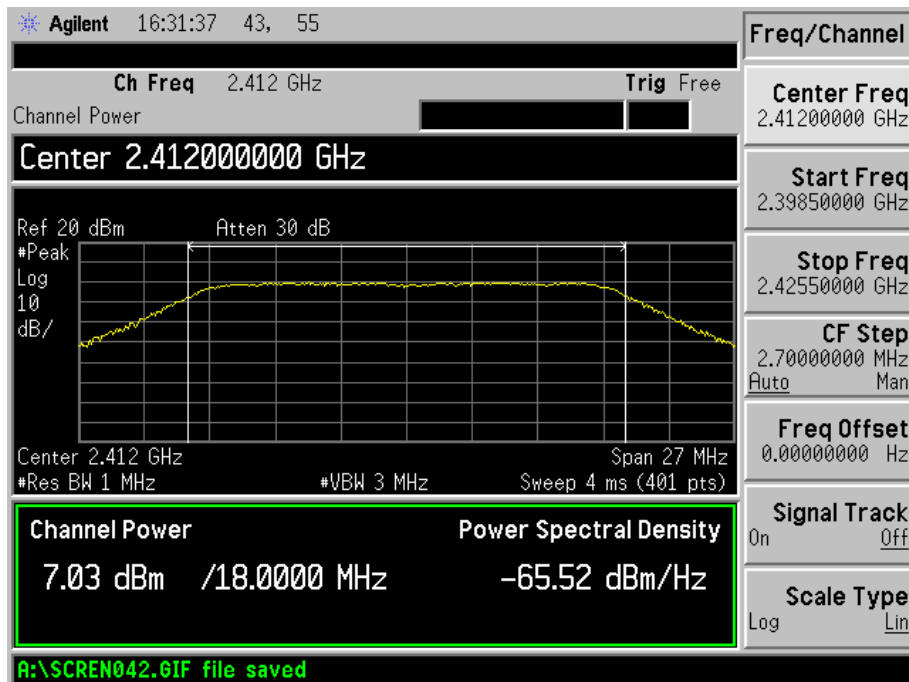 Agilent 16:31:37 43, 55
Ch Freq 2.412 GHz Trig Free
Channel Power
Center 2.412000000 GHz
Ref 20 dBm Atten 30 dB
#Peak
Log
10
dB/
Center 2.412 GHz Span 27 MHz
#Res BW 1 MHz #VBW 3 MHz Sweep 4 ms (401 pts)
Channel Power Power Spectral Density
7.03 dBm /18.0000 MHz -65.52 dBm/Hz
A:\SCREN042.GIF file saved
Freq/Channel
Center Freq
2.41200000 GHz
Start Freq
2.39850000 GHz
Stop Freq
2.42550000 GHz
CF Step
2.70000000 MHz
Auto Man
Freq Offset
0.00000000 Hz
Signal Track
On Off
Scale Type
Log Lin